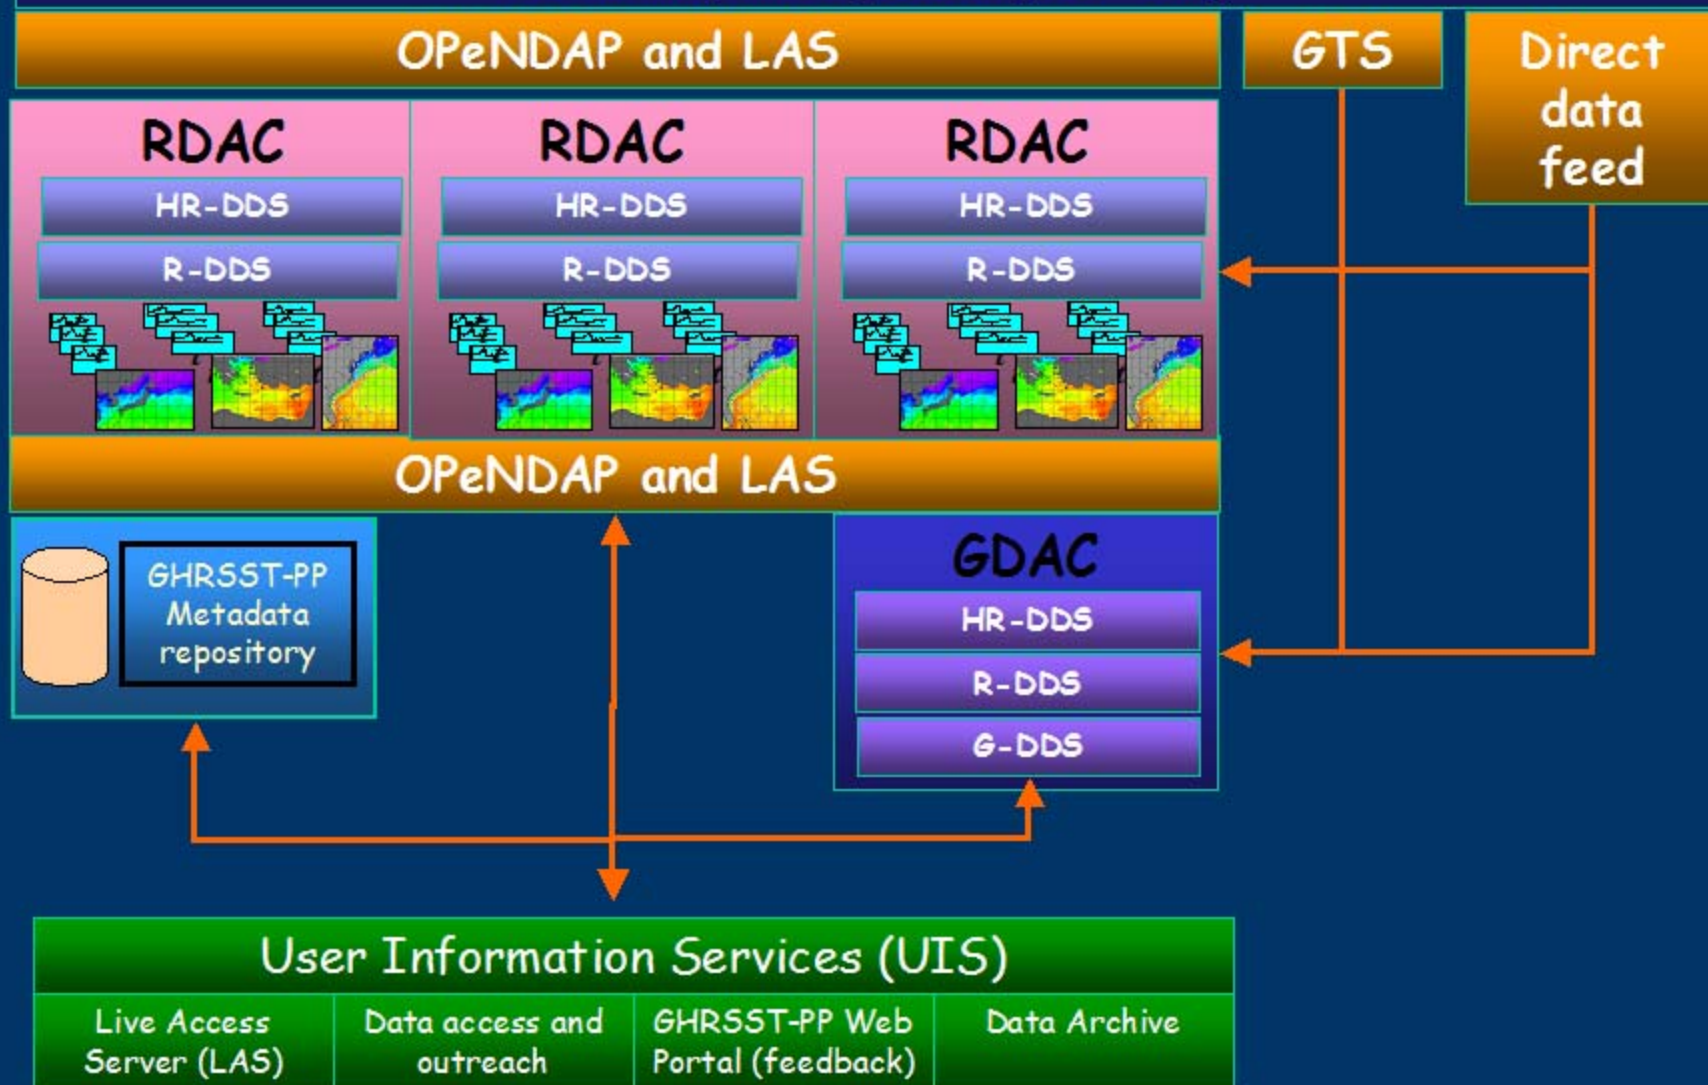 OPeNDAP and LAS
GTS
Direct
data
feed
RDAC
HR-DDS
R-DDS
RDAC
HR-DDS
R-DDS
RDAC
HR-DDS
R-DDS
OPeNDAP and LAS
GHRSST-PP
Metadata
repository
GDAC
HR-DDS
R-DDS
G-DDS
User Information Services (UIS)
Live Access
Server (LAS)
Data access and
outreach
GHRSST-PP Web
Portal (feedback)
Data Archive